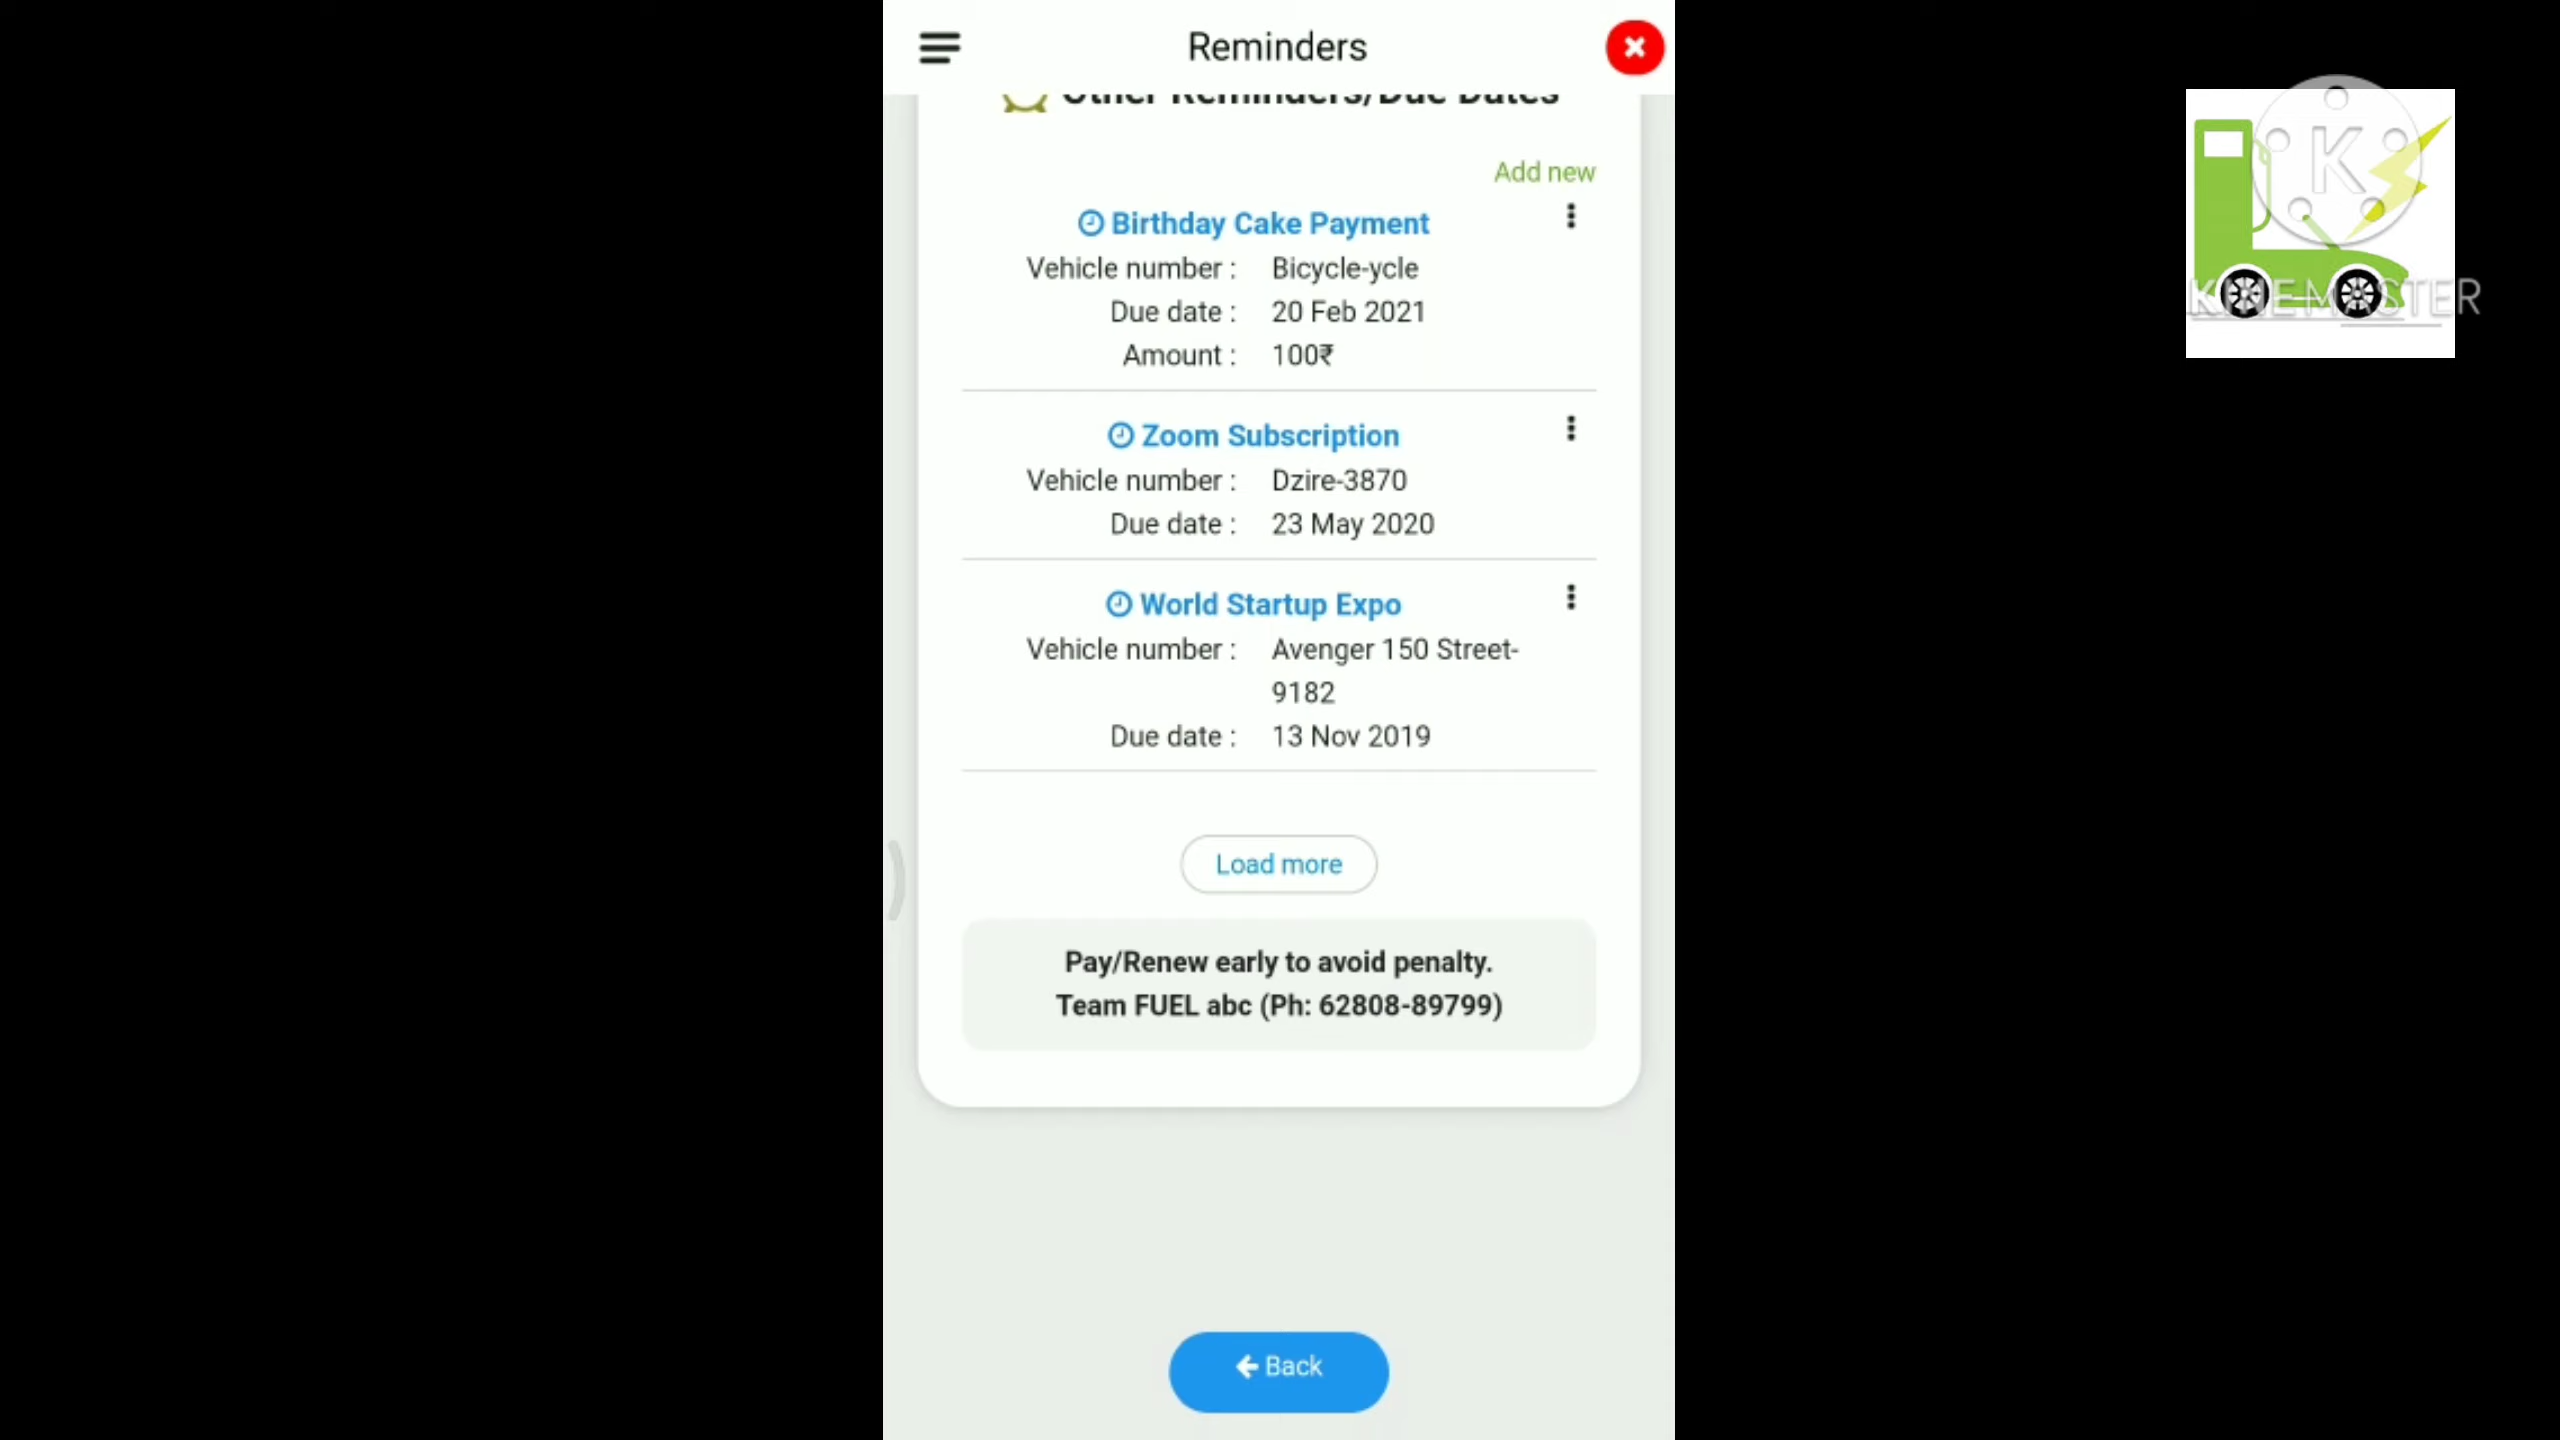 Reminders
Other Reminders/Due Dates
Add new
Birthday Cake Payment
Vehicle number : Bicycle-ycle
Due date : 20 Feb 2021
Amount : 100₹
Zoom Subscription
Vehicle number : Dzire-3870
Due date : 23 May 2020
World Startup Expo
Vehicle number : Avenger 150 Street-
9182
Due date : 13 Nov 2019
Load more
Pay/Renew early to avoid penalty.
Team FUEL abc (Ph: 62808-89799)
Back
K
KINEMASTER